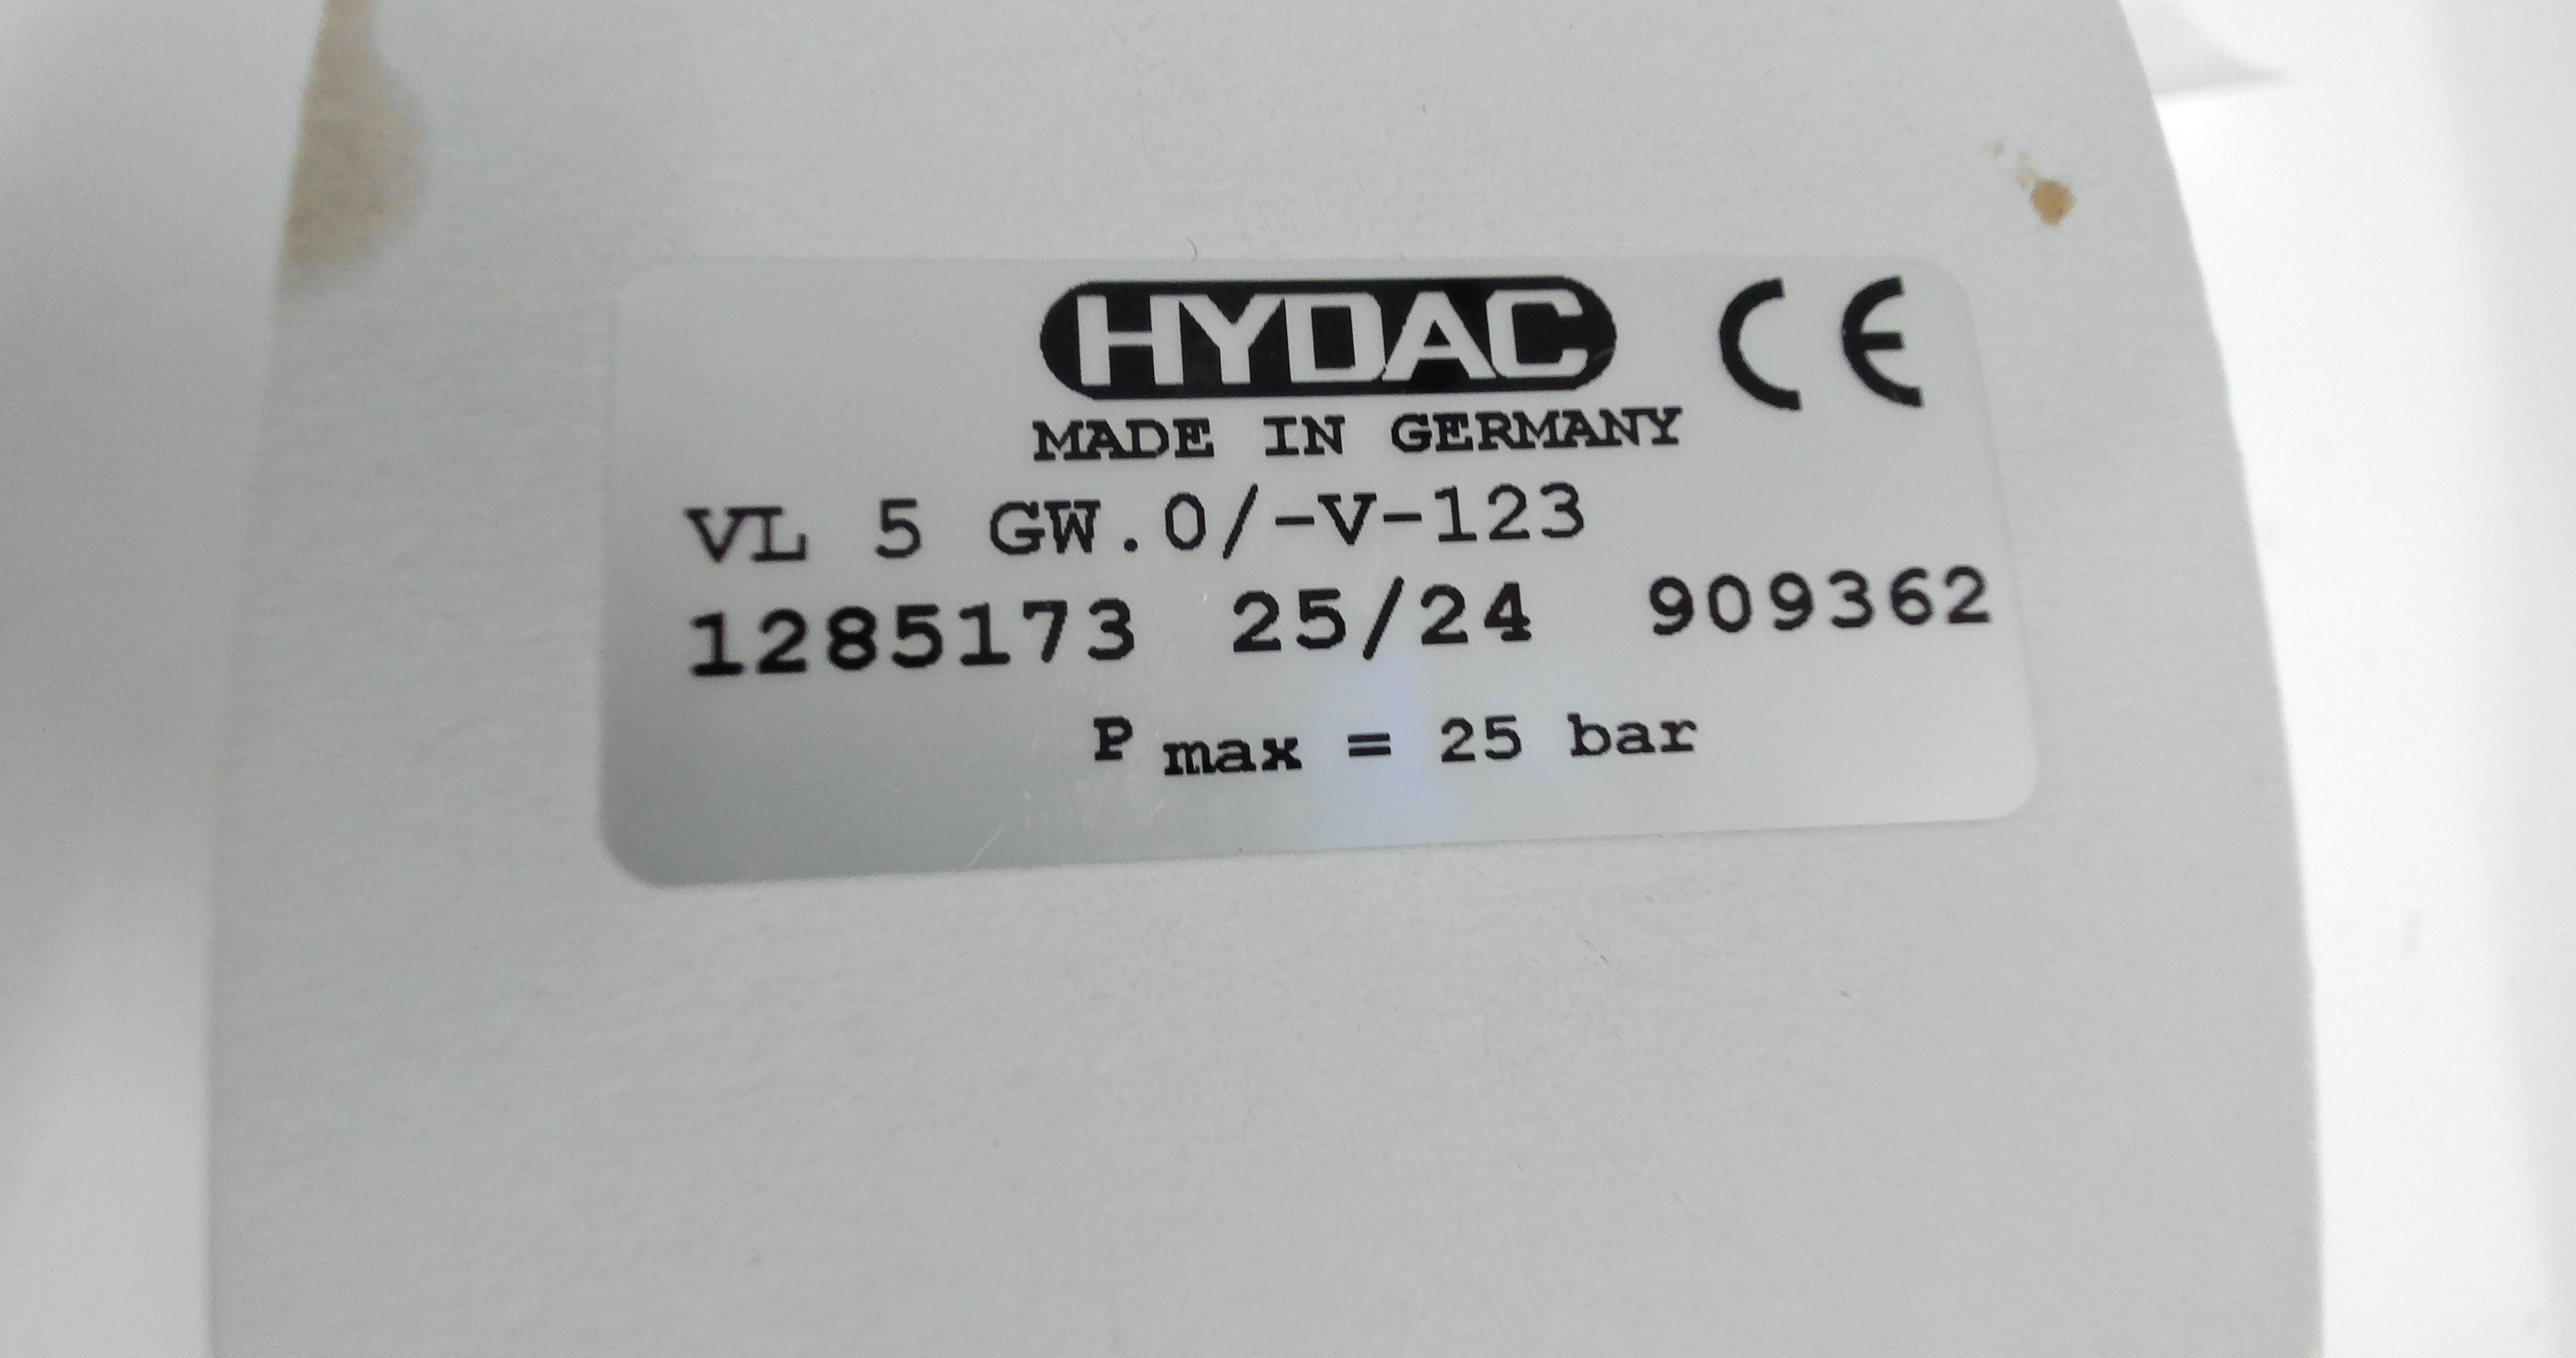 HYDAC CE
MADE IN GERMANY
VL 5 GW.0/-V-123
1285173 25/24 909362
P max = 25 bar